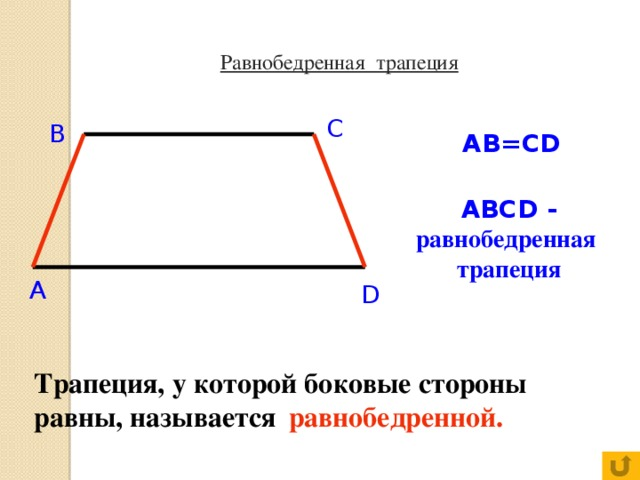 Равнобедренная трапеция
B
C
AB=CD
ABCD -
равнобедренная
трапеция
A
D
Трапеция, у которой боковые стороны
равны, называется равнобедренной.